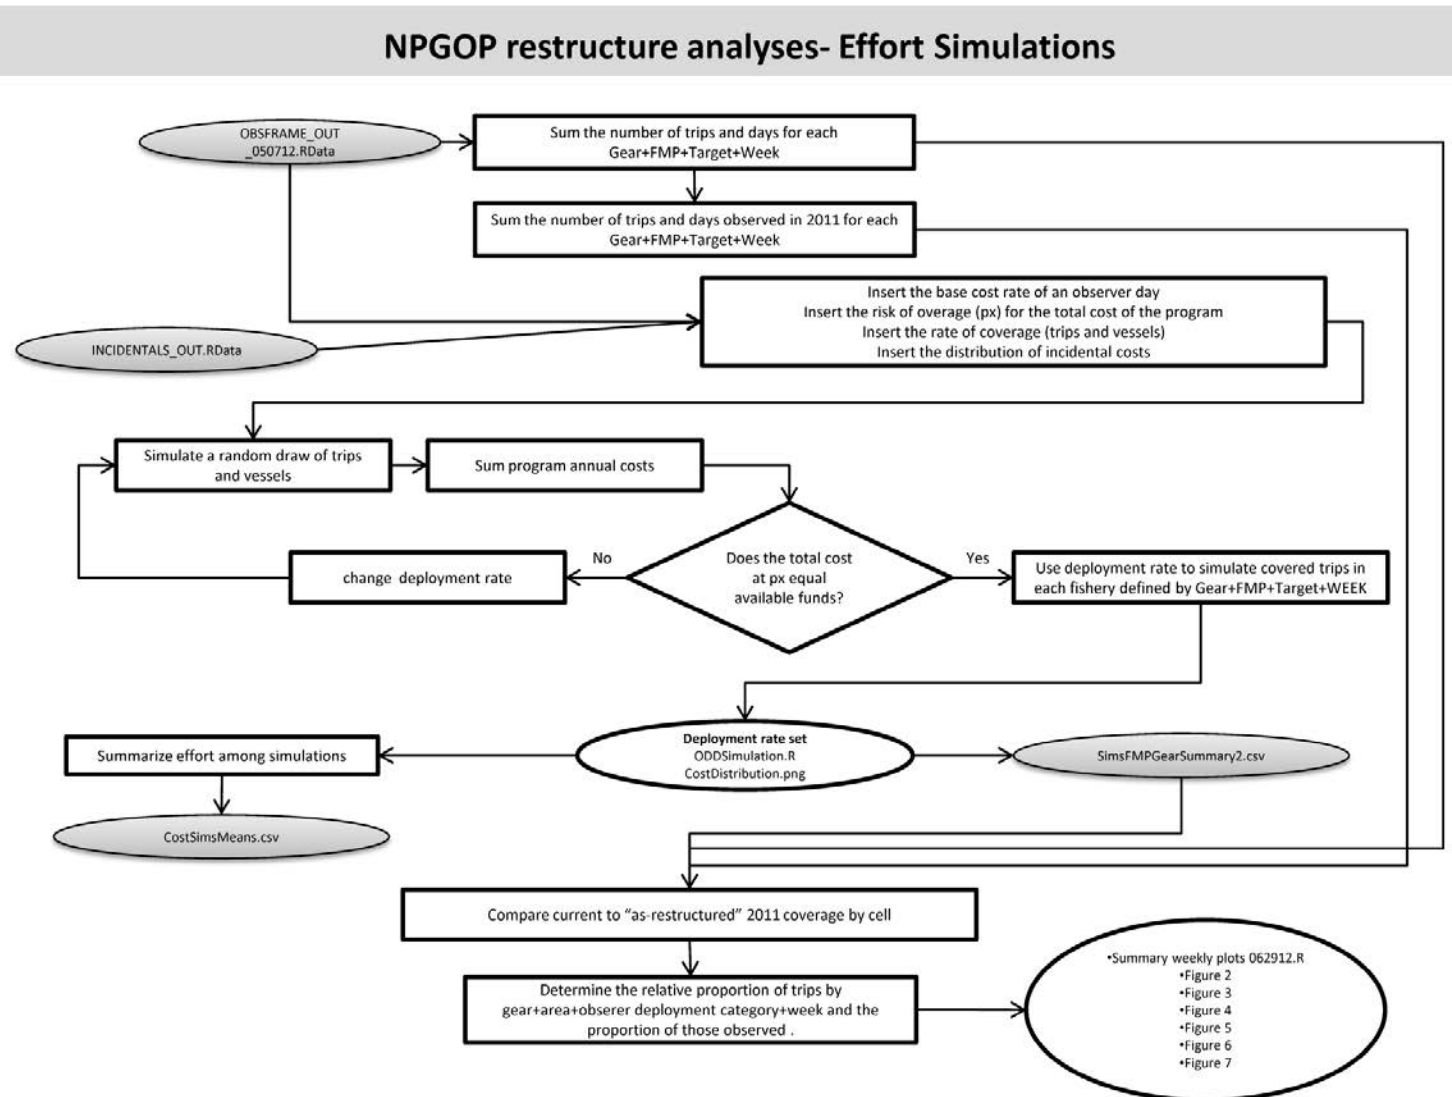 NPGOP restructure analyses- Effort Simulations
OBSFRAME_OUT
_050712.RData
Sum the number of trips and days for each
Gear+FMP+Target+Week
Sum the number of trips and days observed in 2011 for each
Gear+FMP+Target+Week
Insert the base cost rate of an observer day
Insert the risk of overage (px) for the total cost of the program
Insert the rate of coverage (trips and vessels)
Insert the distribution of incidental costs
INCIDENTALS_OUT.RData
Simulate a random draw of trips
and vessels
Sum program annual costs
Does the total cost
at px equal
available funds?
No
Yes
change deployment rate
Use deployment rate to simulate covered trips in
each fishery defined by Gear+FMP+Target+WEEK
Summarize effort among simulations
Deployment rate set
ODDSimulation.R
CostDistribution.png
SimsFMPGearSummary2.csv
CostSimsMeans.csv
Compare current to “as-restructured” 2011 coverage by cell
Determine the relative proportion of trips by
gear+area+obserer deployment category+week and the
proportion of those observed .
•Summary weekly plots 062912.R
•Figure 2
•Figure 3
•Figure 4
•Figure 5
•Figure 6
•Figure 7